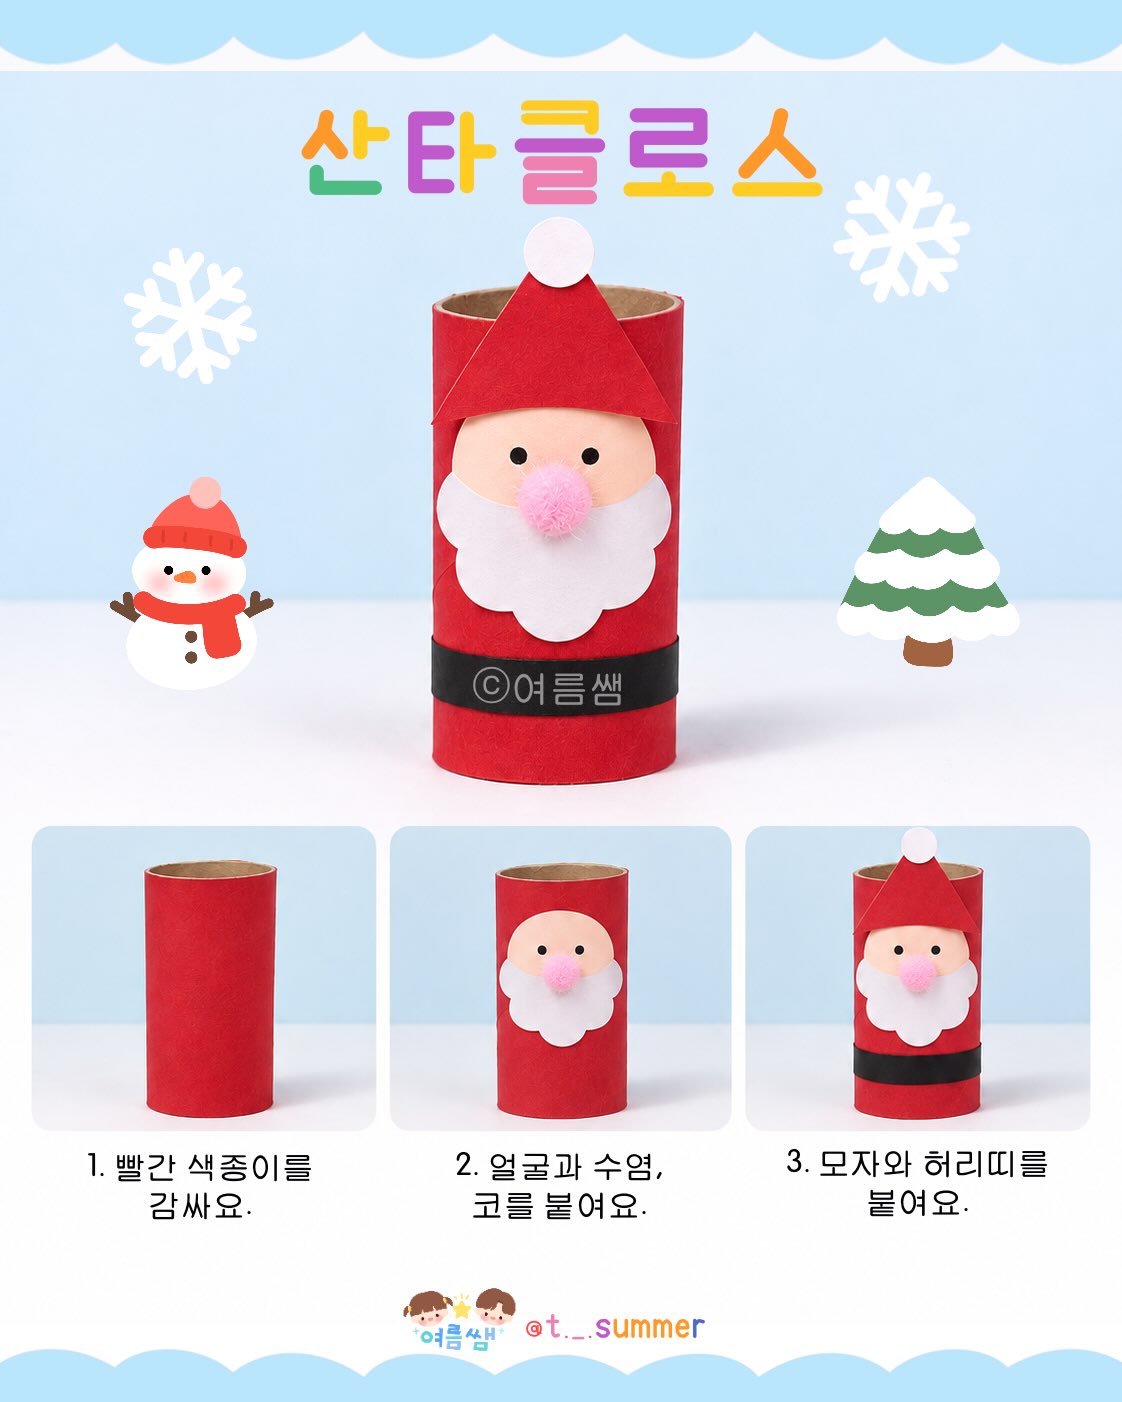 산타클로스
ⓒ여름쌤
1. 빨간 색종이를
감싸요.
2. 얼굴과 수염,
코를 붙여요.
3. 모자와 허리띠를
붙여요.
여름쌤 @t._.summer